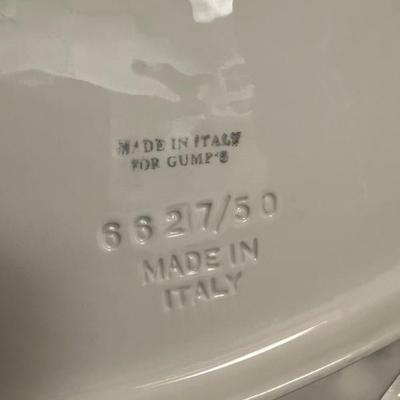 MADE IN ITALY
FOR GUMP'S
6627/50
MADE IN
ITALY